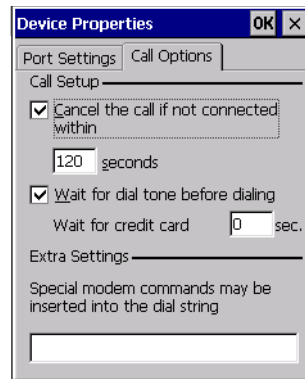 Device Properties OK ×
Port Settings Call Options
Call Setup
Cancel the call if not connected
within
120 seconds
Wait for dial tone before dialing
Wait for credit card 0 sec.
Extra Settings
Special modem commands may be
inserted into the dial string